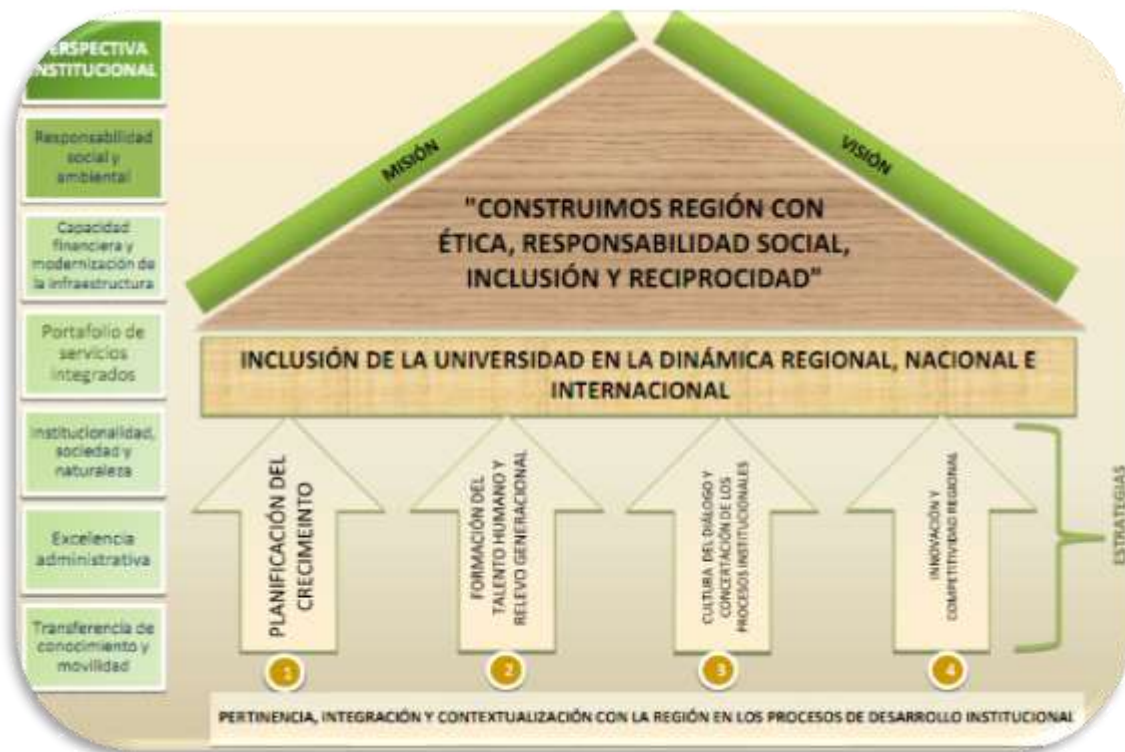 PERSPECTIVA
INSTITUCIONAL
Responsabilidad
social y
ambiental
Capacidad
financiera y
modernización de
la infraestructura
Portafolio de
servicios
integrados
Institucionalidad,
sociedad y
naturaleza
Excelencia
administrativa
Transferencia de
conocimiento y
movilidad
MISIÓN
VISIÓN
"CONSTRUIMOS REGIÓN CON
ÉTICA, RESPONSABILIDAD SOCIAL,
INCLUSIÓN Y RECIPROCIDAD"
INCLUSIÓN DE LA UNIVERSIDAD EN LA DINÁMICA REGIONAL, NACIONAL E
INTERNACIONAL
PLANIFICACIÓN DEL
CRECIMEINTO
FORMACIÓN DEL
TALENTO HUMANO Y
RELEVO GENERACIONAL
CULTURA DEL DIÁLOGO Y
CONCERTACIÓN DE LOS
PROCESOS INSTITUCIONALES
INNOVACIÓN Y
COMPETITIVIDAD REGIONAL
ESTRATEGIAS
1
2
3
4
PERTINENCIA, INTEGRACIÓN Y CONTEXTUALIZACIÓN CON LA REGIÓN EN LOS PROCESOS DE DESARROLLO INSTITUCIONAL